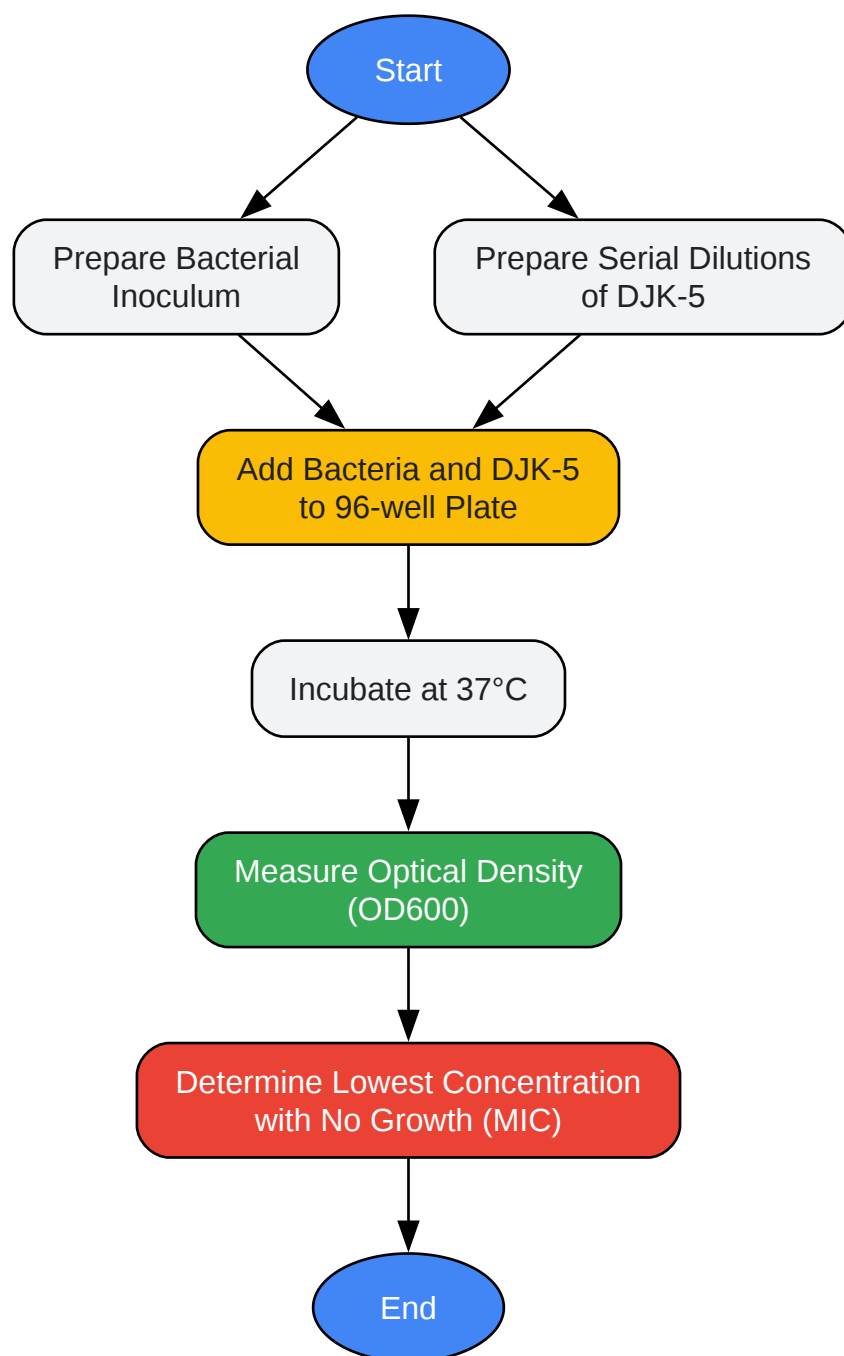 Start
Prepare Bacterial
Inoculum
Prepare Serial Dilutions
of DJK-5
Add Bacteria and DJK-5
to 96-well Plate
Incubate at 37°C
Measure Optical Density
(OD600)
Determine Lowest Concentration
with No Growth (MIC)
End